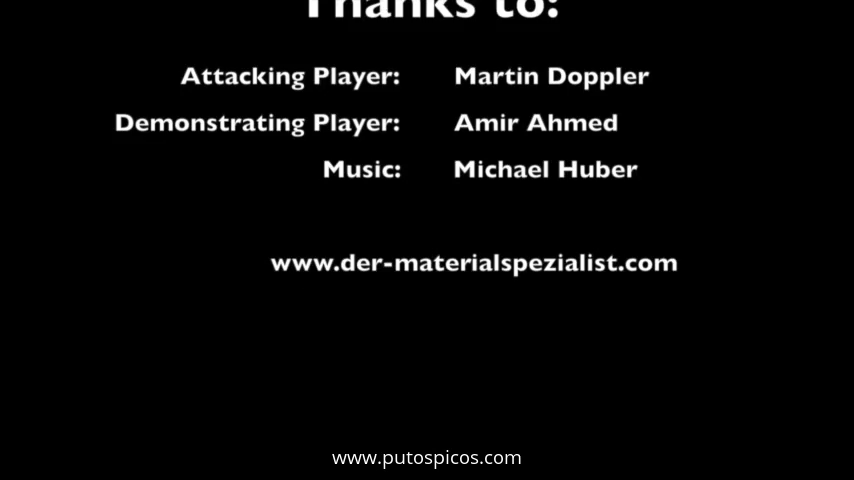 Thanks to:
Attacking Player: Martin Doppler
Demonstrating Player: Amir Ahmed
Music: Michael Huber
www.der-materialspezialist.com
www.putospicos.com